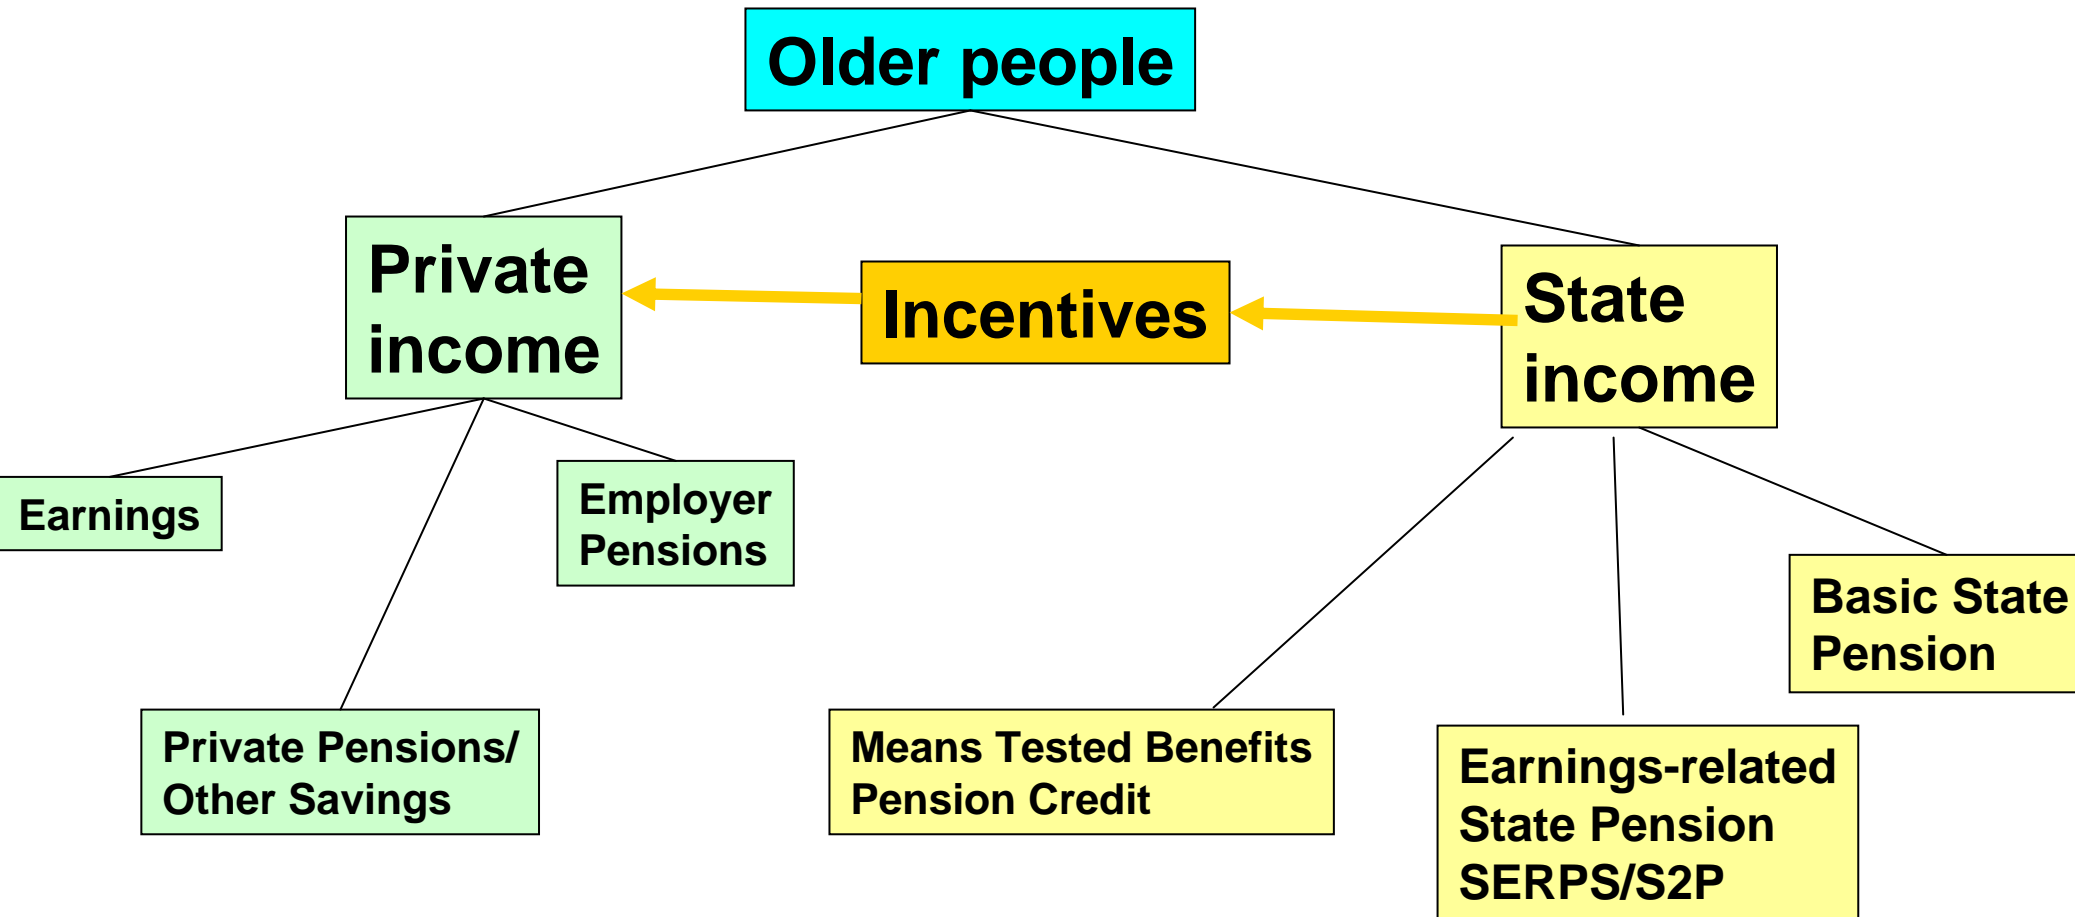 Older people
Private
income
Incentives
State
income
Earnings
Employer
Pensions
Basic State
Pension
Private Pensions/
Other Savings
Means Tested Benefits
Pension Credit
Earnings-related
State Pension
SERPS/S2P